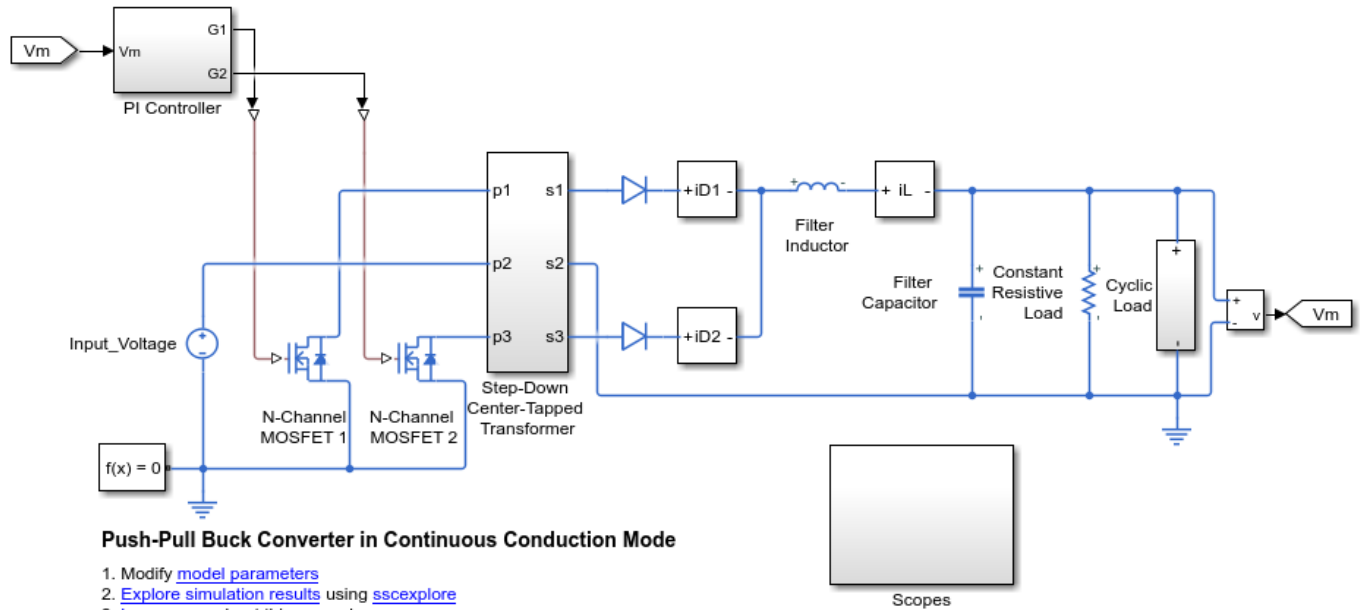 Vm
Vm
G1
G2
PI Controller
p1
s1
+ iD1 -
+
-
+ iL -
Filter
Inductor
p2
s2
Filter
Capacitor
+
-
Constant
Resistive
Load
+
-
Cyclic
Load
+
-
+
-
v
Vm
Input_Voltage
+
-
p3
s3
+ iD2 -
N-Channel
MOSFET 1
N-Channel
MOSFET 2
Step-Down
Center-Tapped
Transformer
f(x) = 0
Push-Pull Buck Converter in Continuous Conduction Mode
1. Modify model parameters
2. Explore simulation results using sscexplore
Scopes